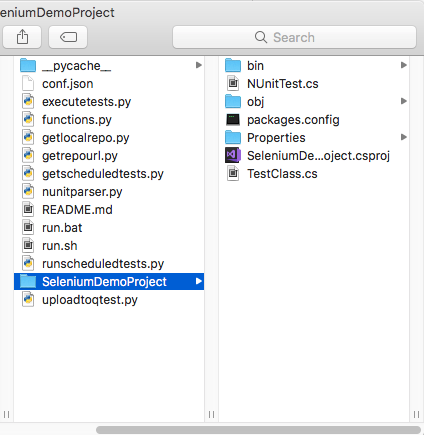 eniumDemoProject
Search
__pycache__
conf.json
executetests.py
functions.py
getlocalrepo.py
getrepourl.py
getscheduledtests.py
nunitparser.py
README.md
run.bat
run.sh
runscheduledtests.py
SeleniumDemoProject
uploadtoqtest.py
bin
NUnitTest.cs
obj
packages.config
Properties
SeleniumDe...oject.csproj
TestClass.cs